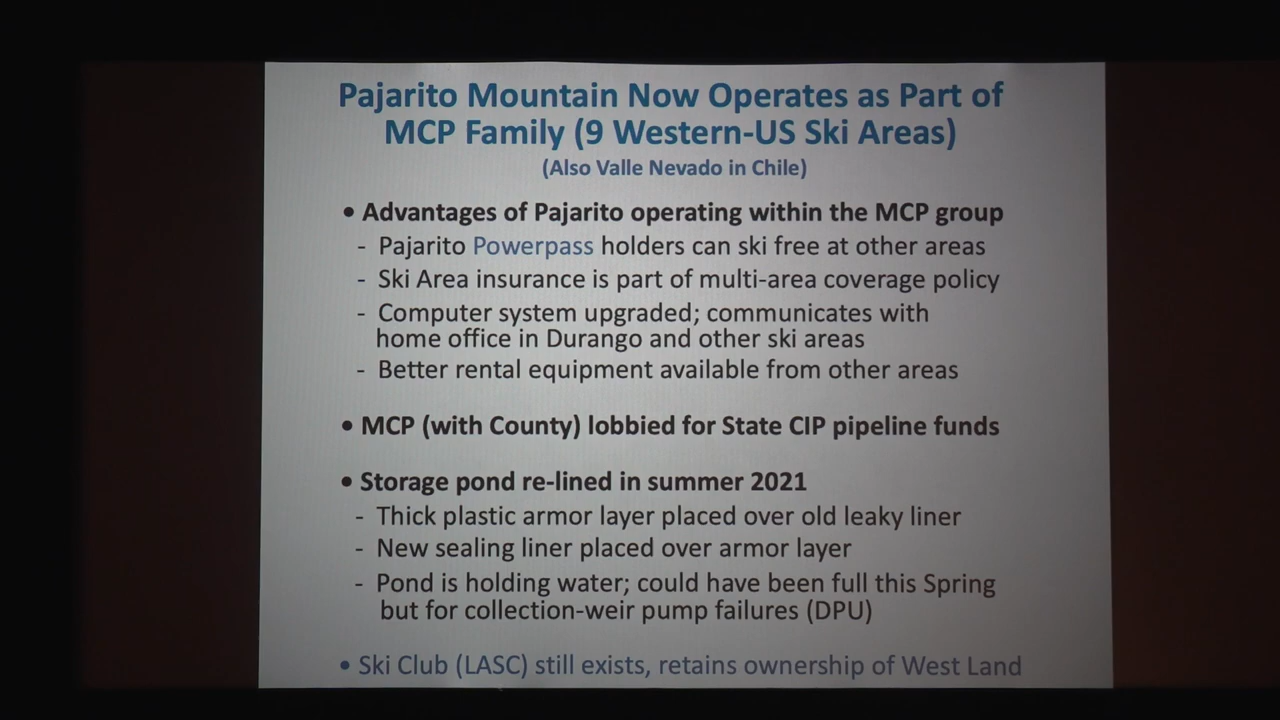 Pajarito Mountain Now Operates as Part of
MCP Family (9 Western-US Ski Areas)
(Also Valle Nevado in Chile)
• Advantages of Pajarito operating within the MCP group
- Pajarito Powerpass holders can ski free at other areas
- Ski Area insurance is part of multi-area coverage policy
- Computer system upgraded; communicates with
home office in Durango and other ski areas
- Better rental equipment available from other areas
• MCP (with County) lobbied for State CIP pipeline funds
• Storage pond re-lined in summer 2021
- Thick plastic armor layer placed over old leaky liner
- New sealing liner placed over armor layer
- Pond is holding water; could have been full this Spring
but for collection-weir pump failures (DPU)
• Ski Club (LASC) still exists, retains ownership of West Land